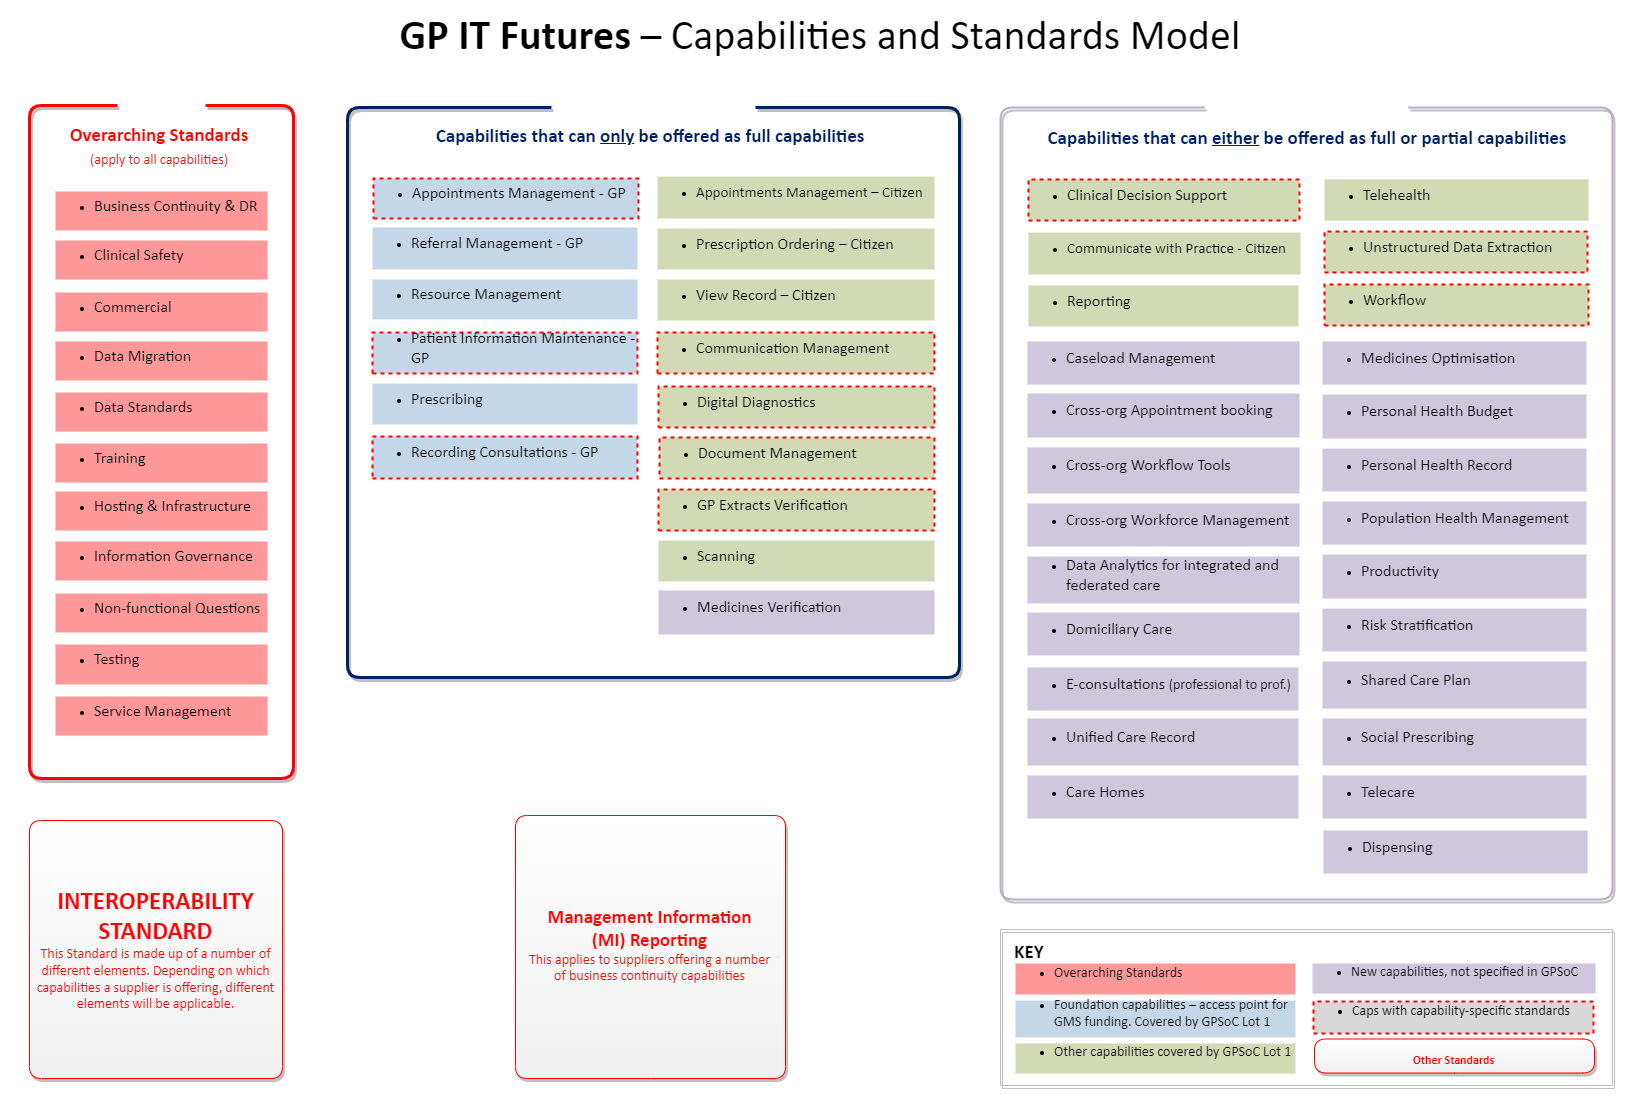 GP IT Futures – Capabilities and Standards Model
Overarching Standards
(apply to all capabilities)
• Business Continuity & DR
• Clinical Safety
• Commercial
• Data Migration
• Data Standards
• Training
• Hosting & Infrastructure
• Information Governance
• Non-functional Questions
• Testing
• Service Management
Capabilities that can only be offered as full capabilities
• Appointments Management - GP
• Referral Management - GP
• Resource Management
• Patient Information Maintenance -
GP
• Prescribing
• Recording Consultations - GP
• Appointments Management – Citizen
• Prescription Ordering – Citizen
• View Record – Citizen
• Communication Management
• Digital Diagnostics
• Document Management
• GP Extracts Verification
• Scanning
• Medicines Verification
Capabilities that can either be offered as full or partial capabilities
• Clinical Decision Support
• Communicate with Practice - Citizen
• Reporting
• Caseload Management
• Cross-org Appointment booking
• Cross-org Workflow Tools
• Cross-org Workforce Management
• Data Analytics for integrated and
federated care
• Domiciliary Care
• E-consultations (professional to prof.)
• Unified Care Record
• Care Homes
• Telehealth
• Unstructured Data Extraction
• Workflow
• Medicines Optimisation
• Personal Health Budget
• Personal Health Record
• Population Health Management
• Productivity
• Risk Stratification
• Shared Care Plan
• Social Prescribing
• Telecare
• Dispensing
INTEROPERABILITY
STANDARD
This Standard is made up of a number of
different elements. Depending on which
capabilities a supplier is offering, different
elements will be applicable.
Management Information
(MI) Reporting
This applies to suppliers offering a number
of business continuity capabilities
KEY
• Overarching Standards
• Foundation capabilities – access point for
GMS funding. Covered by GPSoC Lot 1
• Other capabilities covered by GPSoC Lot 1
• New capabilities, not specified in GPSoC
• Caps with capability-specific standards
Other Standards